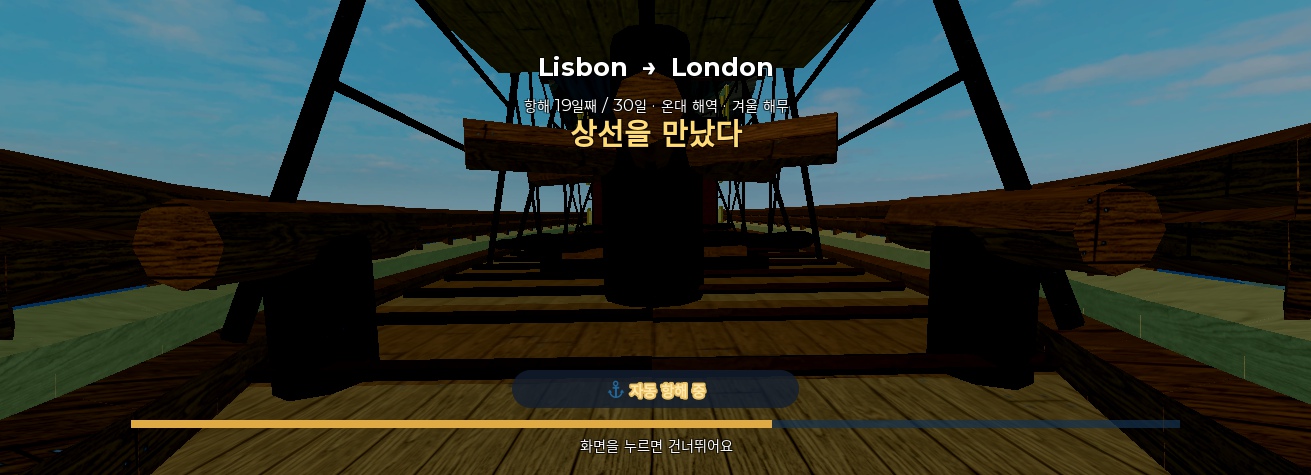 Lisbon → London
항해 19일째 / 30일 · 온대 해역 · 겨울 해무
상선을 만났다
⚓ 자동 항해 중
화면을 누르면 건너뛰어요